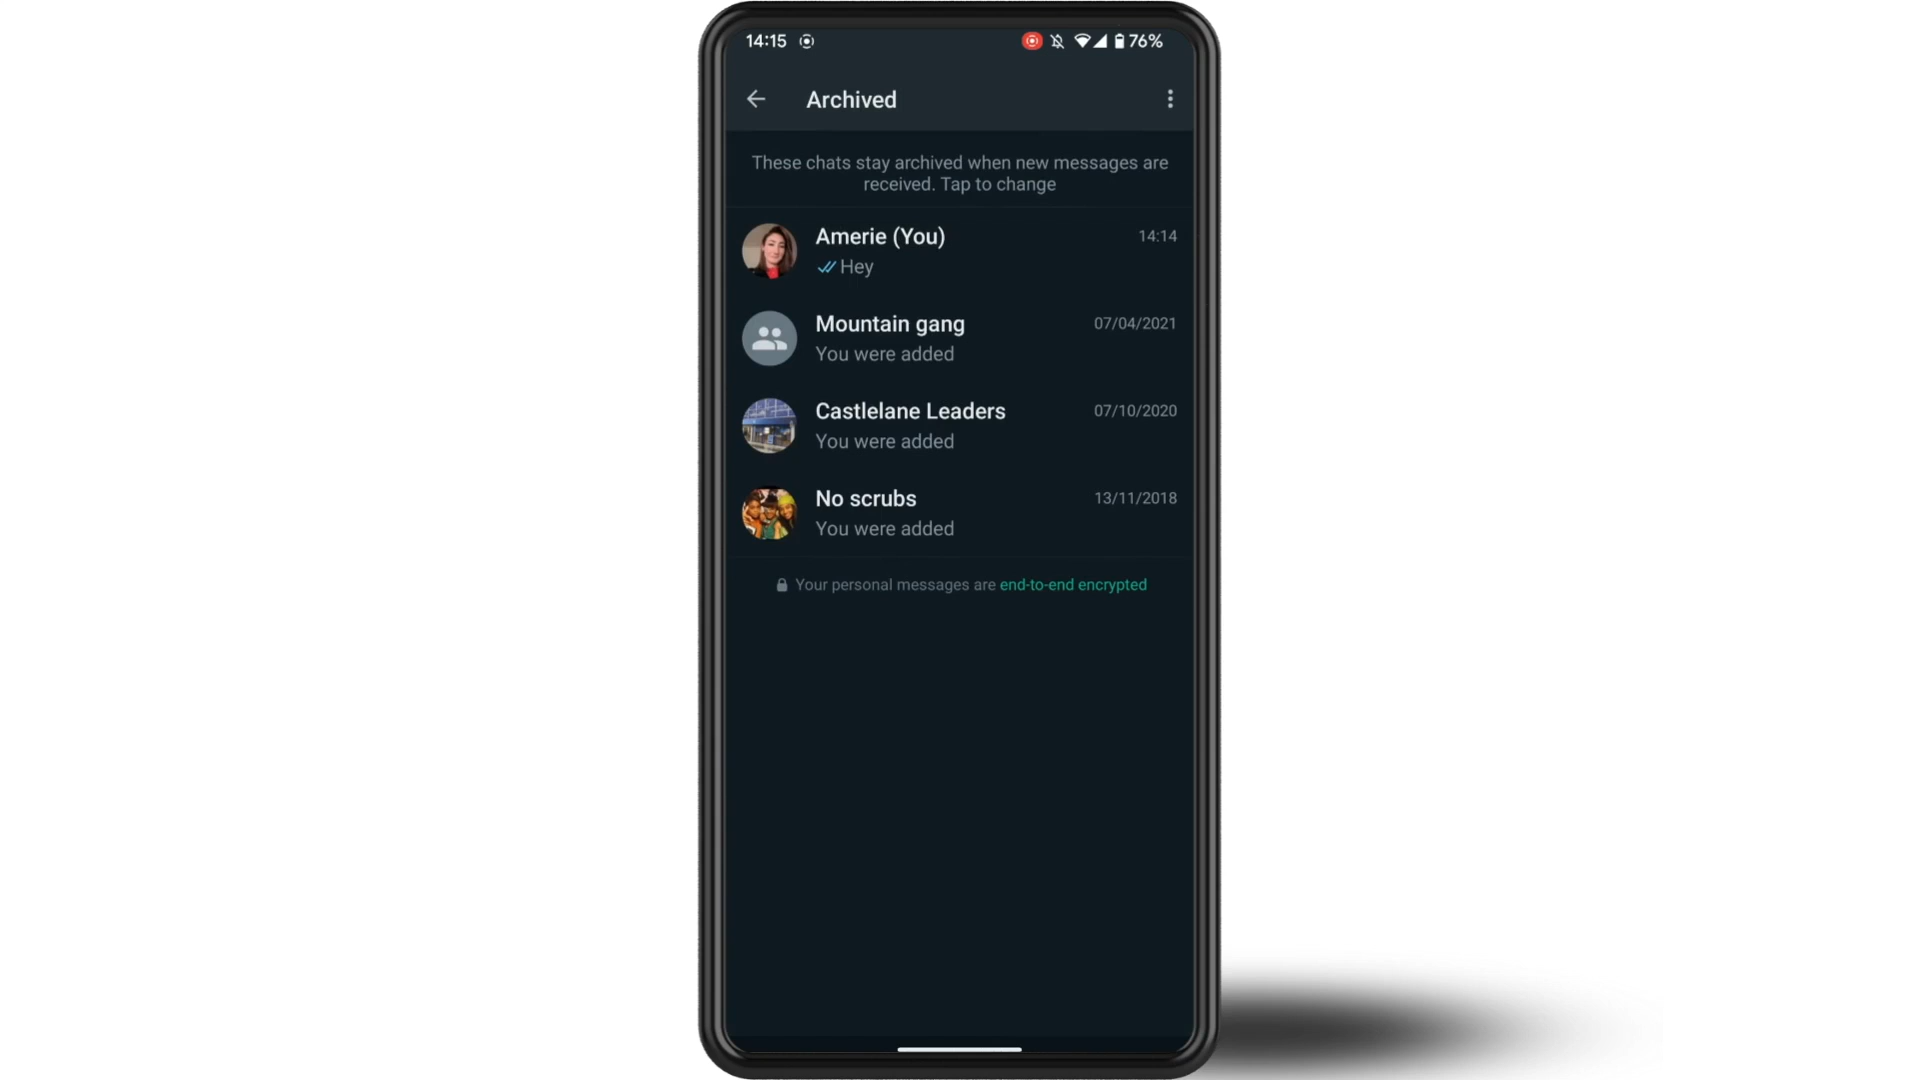 14:15 76%
Archived
These chats stay archived when new messages are
received. Tap to change
Amerie (You) 14:14
Hey
Mountain gang 07/04/2021
You were added
Castlelane Leaders 07/10/2020
You were added
No scrubs 13/11/2018
You were added
Your personal messages are end-to-end encrypted